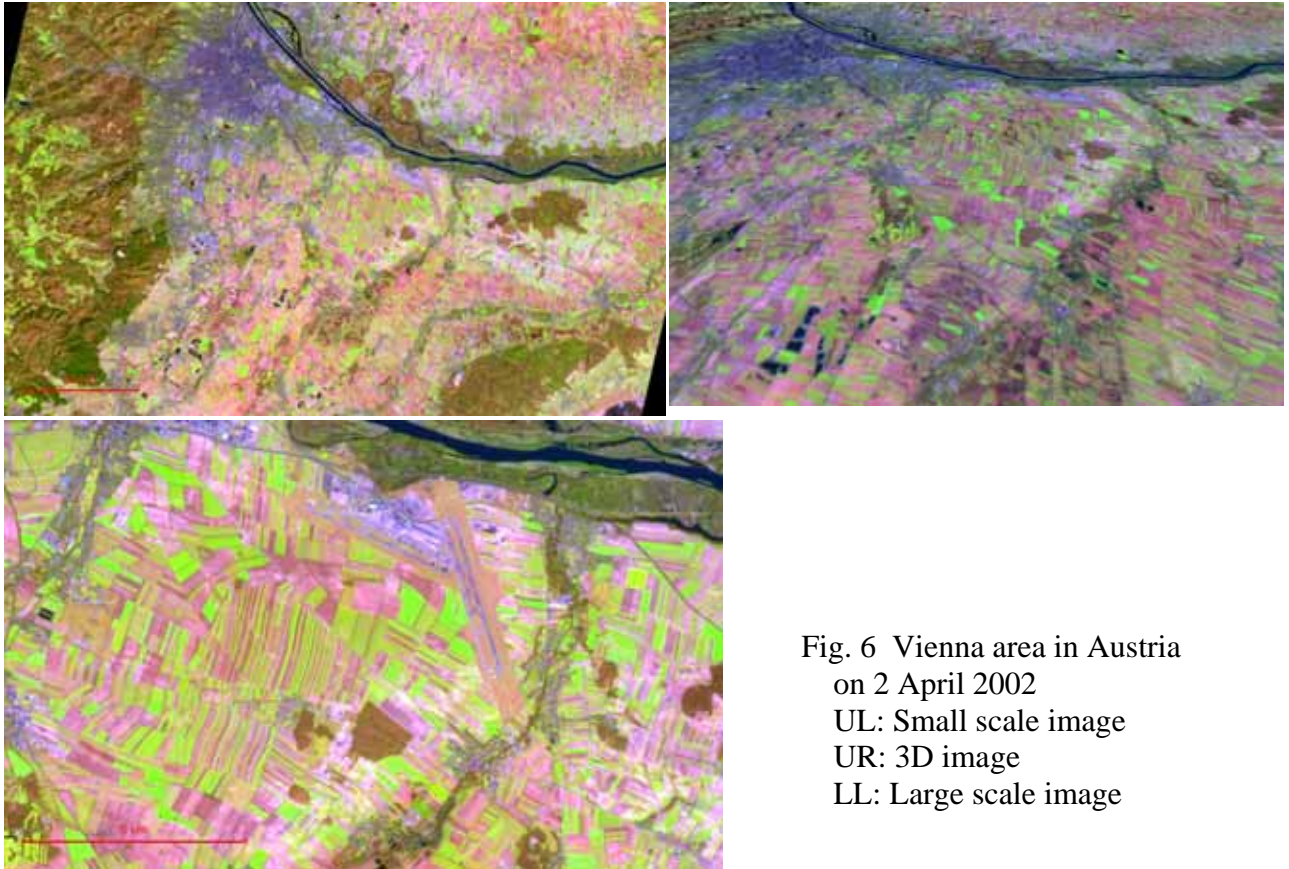 Fig. 6 Vienna area in Austria
on 2 April 2002
UL: Small scale image
UR: 3D image
LL: Large scale image